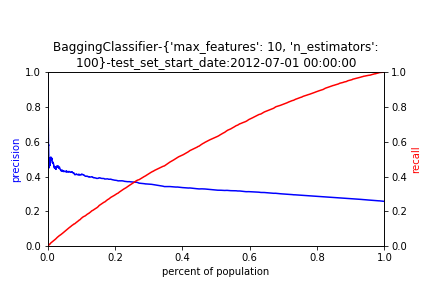 BaggingClassifier-{'max_features': 10, 'n_estimators':
100}-test_set_start_date:2012-07-01 00:00:00
1.0
0.8
0.6
0.4
0.2
0.0
precision
1.0
0.8
0.6
0.4
0.2
0.0
recall
0.0 0.2 0.4 0.6 0.8 1.0
percent of population